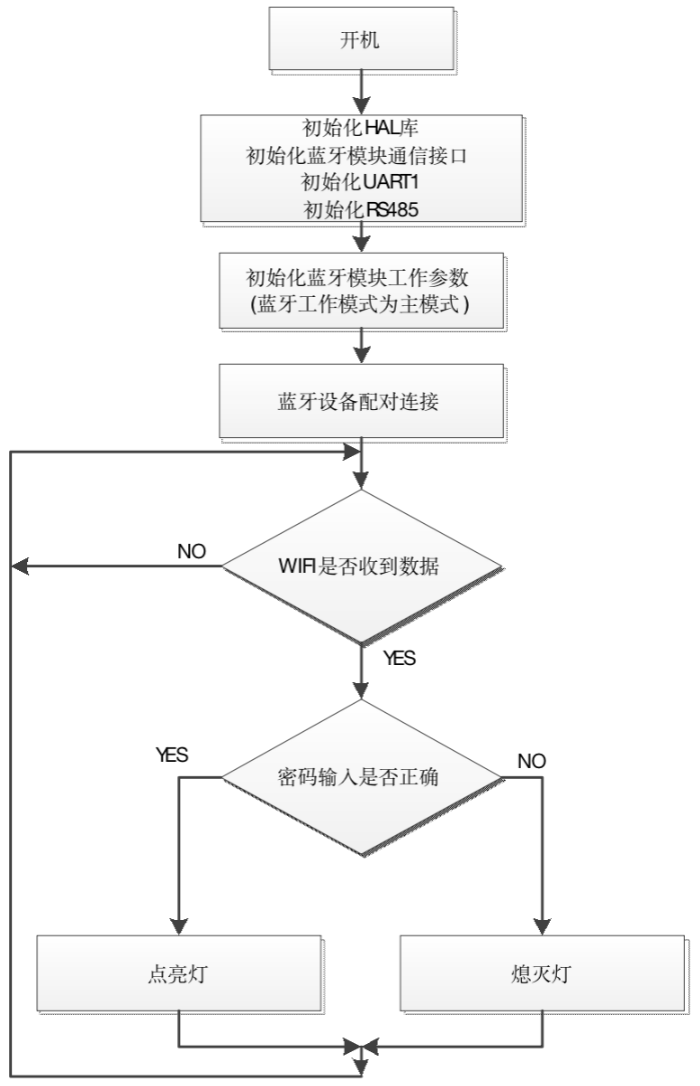 开机
初始化HAL库
初始化蓝牙模块通信接口
初始化UART1
初始化RS485
初始化蓝牙模块工作参数
(蓝牙工作模式为主模式)
蓝牙设备配对连接
NO
WIFI是否收到数据
YES
YES
NO
密码输入是否正确
点亮灯
熄灭灯